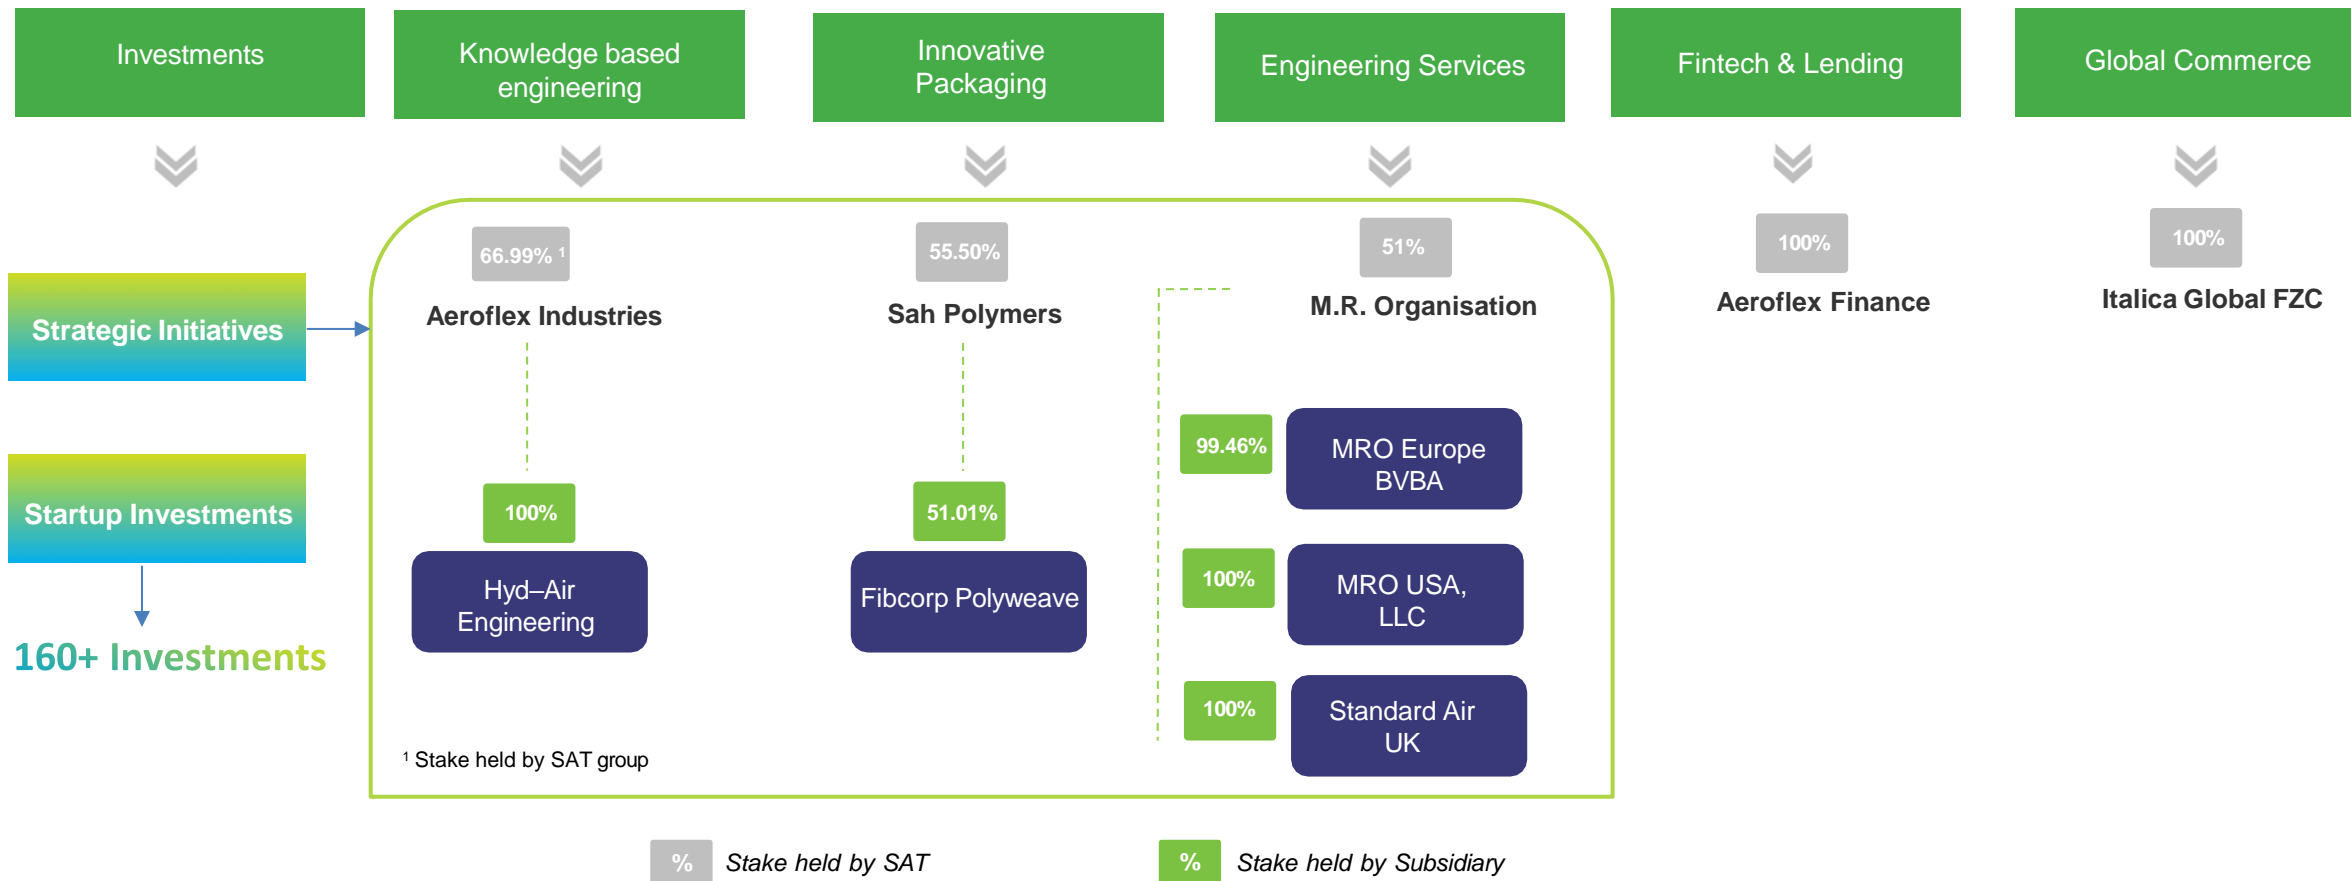 Investments
Knowledge based
engineering
Innovative
Packaging
Engineering Services
Fintech & Lending
Global Commerce
66.99% ¹
55.50%
51%
100%
100%
Aeroflex Industries
Sah Polymers
M.R. Organisation
Aeroflex Finance
Italica Global FZC
Strategic Initiatives
Startup Investments
160+ Investments
100%
Hyd–Air
Engineering
51.01%
Fibcorp Polyweave
99.46%
MRO Europe
BVBA
100%
MRO USA,
LLC
100%
Standard Air
UK
¹ Stake held by SAT group
% Stake held by SAT
% Stake held by Subsidiary